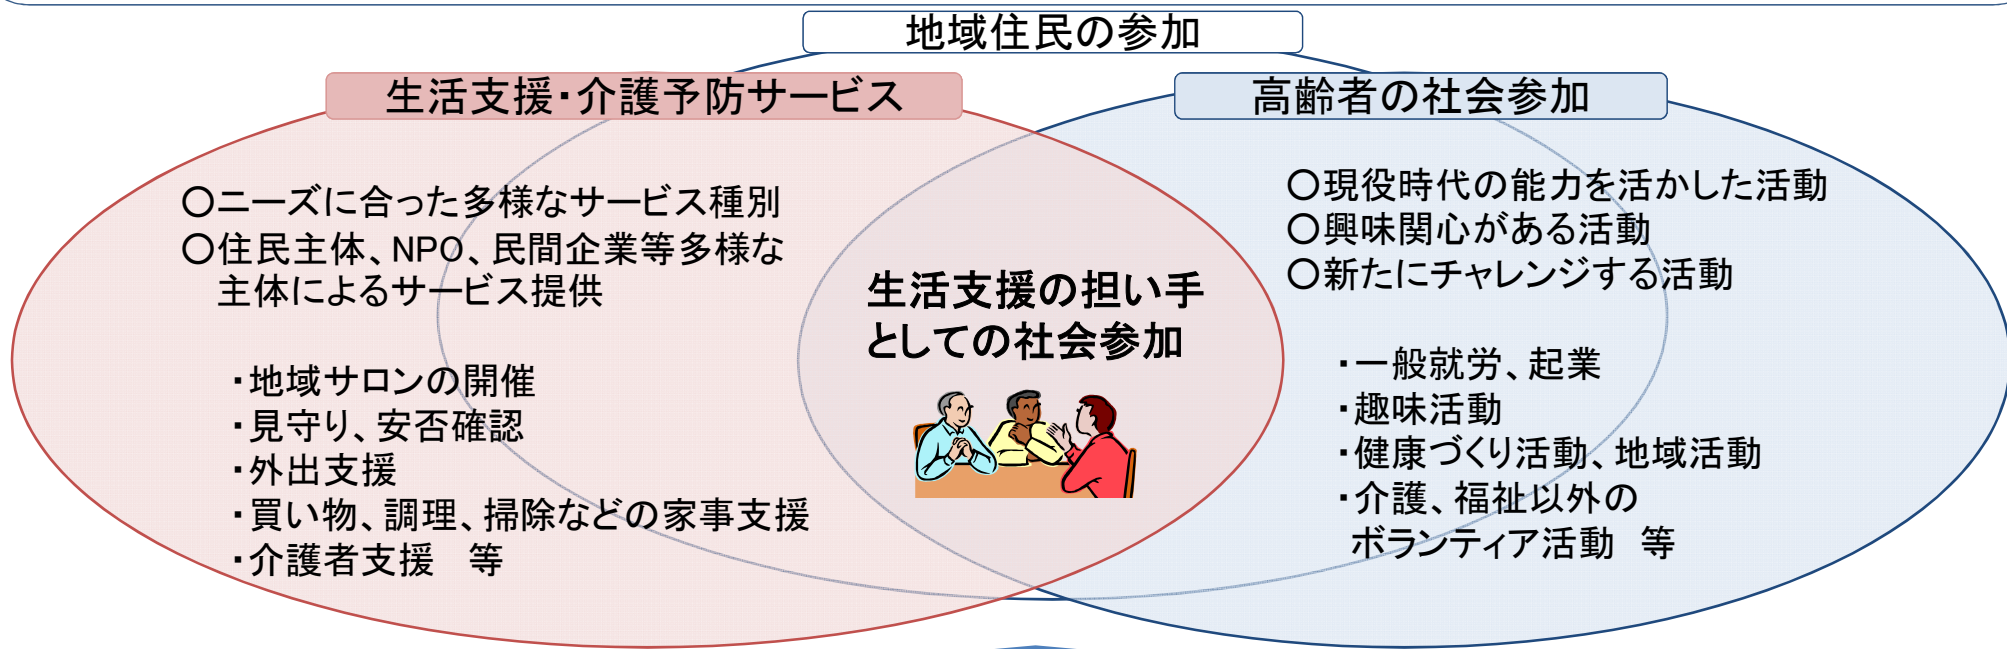 地域住民の参加
生活支援・介護予防サービス
○ニーズに合った多様なサービス種別
○住民主体、NPO、民間企業等多様な
主体によるサービス提供
・地域サロンの開催
・見守り、安否確認
・外出支援
・買い物、調理、掃除などの家事支援
・介護者支援　等
生活支援の担い手
としての社会参加
高齢者の社会参加
○現役時代の能力を活かした活動
○興味関心がある活動
○新たにチャレンジする活動
・一般就労、起業
・趣味活動
・健康づくり活動、地域活動
・介護、福祉以外の
ボランティア活動　等